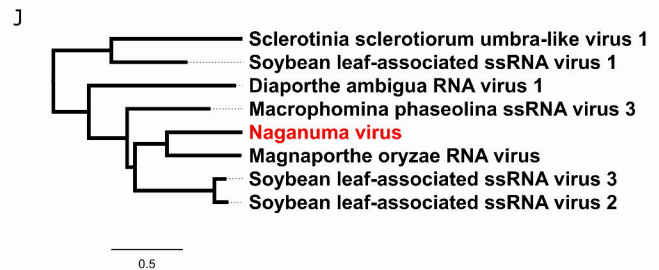 J
Sclerotinia sclerotiorum umbra-like virus 1
Soybean leaf-associated ssRNA virus 1
Diaporthe ambigua RNA virus 1
Macrophomina phaseolina ssRNA virus 3
Naganuma virus
Magnaporthe oryzae RNA virus
Soybean leaf-associated ssRNA virus 3
Soybean leaf-associated ssRNA virus 2
0.5